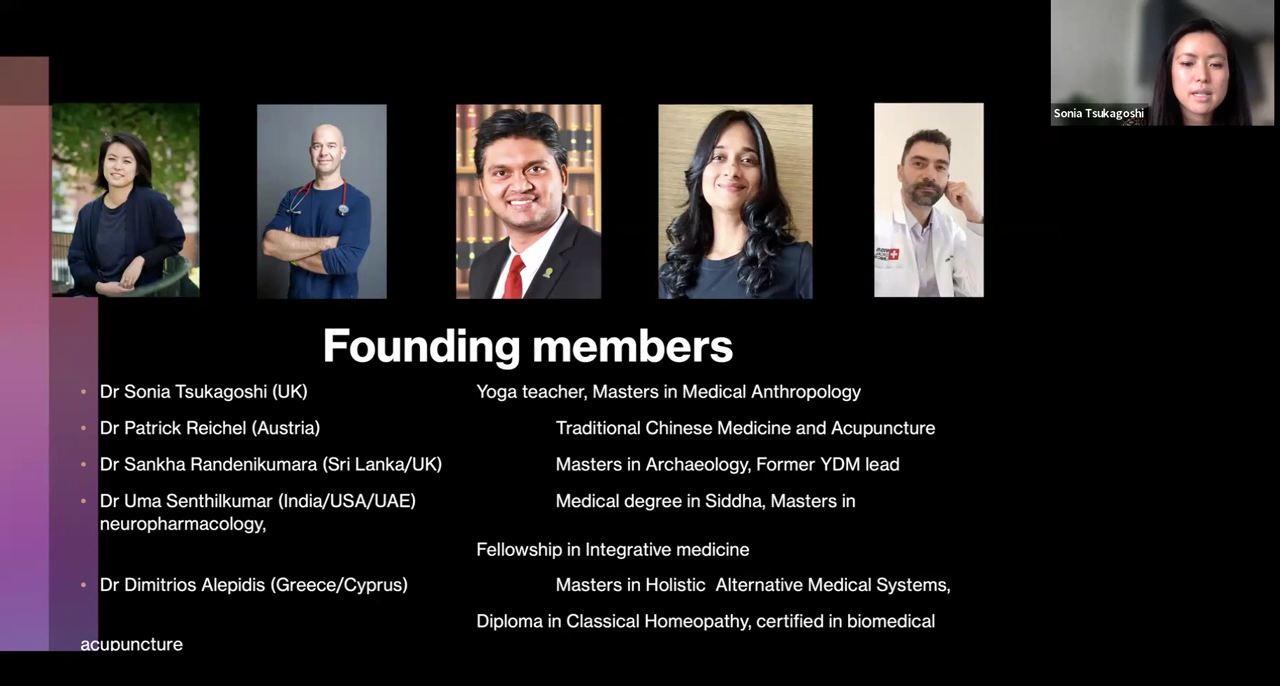 Sonia Tsukagoshi
Founding members
• Dr Sonia Tsukagoshi (UK) Yoga teacher, Masters in Medical Anthropology
• Dr Patrick Reichel (Austria) Traditional Chinese Medicine and Acupuncture
• Dr Sankha Randenikumara (Sri Lanka/UK) Masters in Archaeology, Former YDM lead
• Dr Uma Senthilkumar (India/USA/UAE) Medical degree in Siddha, Masters in
neuropharmacology,
Fellowship in Integrative medicine
• Dr Dimitrios Alepidis (Greece/Cyprus) Masters in Holistic Alternative Medical Systems,
Diploma in Classical Homeopathy, certified in biomedical
acupuncture